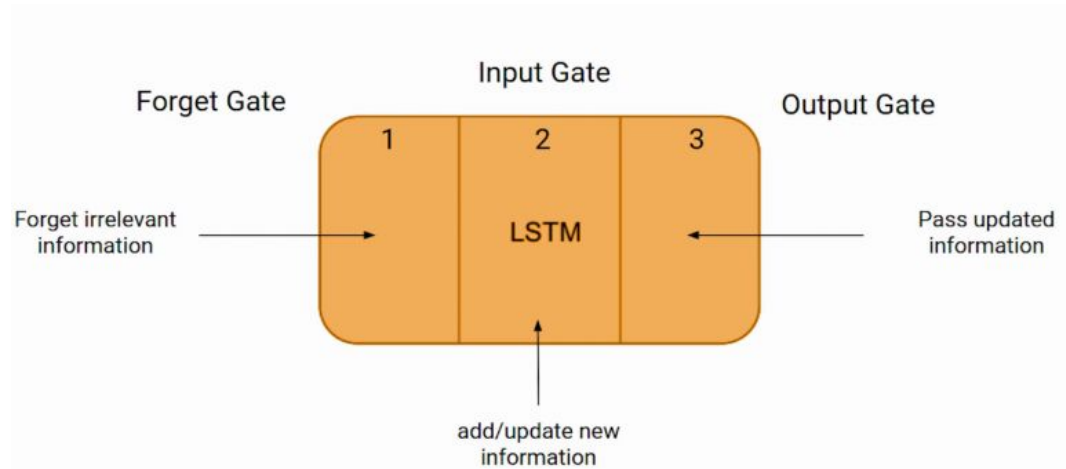 Input Gate
Forget Gate
Output Gate
1
2
3
Forget irrelevant
information
LSTM
Pass updated
information
add/update new
information